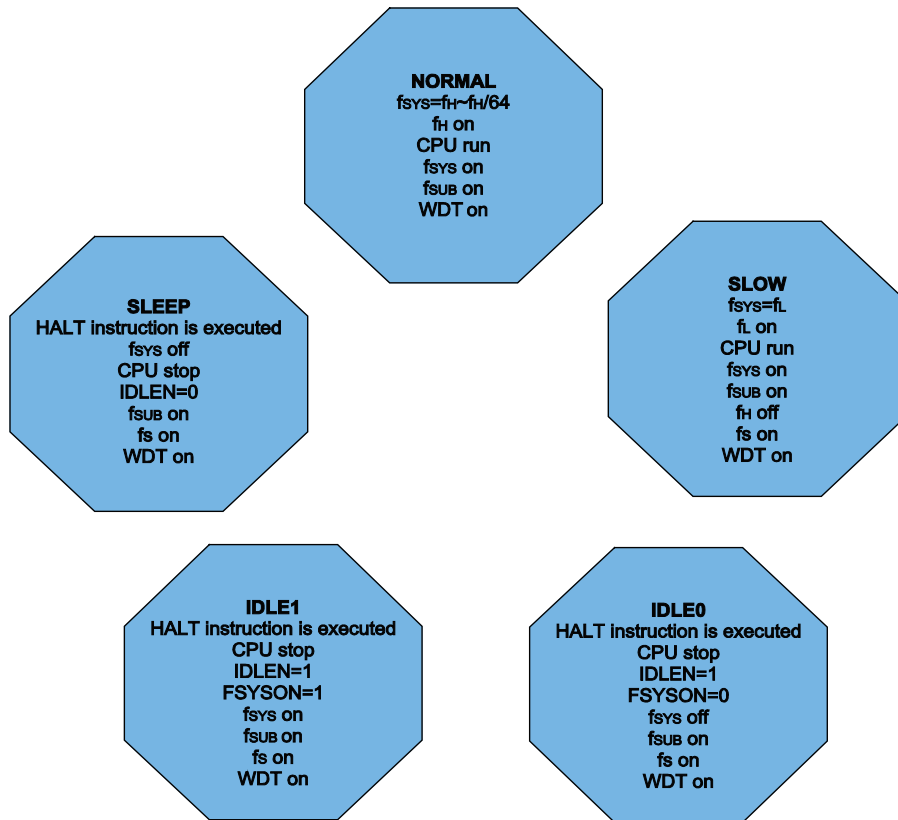 NORMAL
fSYS=fH~fH/64
fH on
CPU run
fSYS on
fSUB on
WDT on
SLEEP
HALT instruction is executed
fSYS off
CPU stop
IDLEN=0
fSUB on
fS on
WDT on
SLOW
fSYS=fL
fL on
CPU run
fSYS on
fSUB on
fH off
fS on
WDT on
IDLE1
HALT instruction is executed
CPU stop
IDLEN=1
FSYSON=1
fSYS on
fSUB on
fS on
WDT on
IDLE0
HALT instruction is executed
CPU stop
IDLEN=1
FSYSON=0
fSYS off
fSUB on
fS on
WDT on